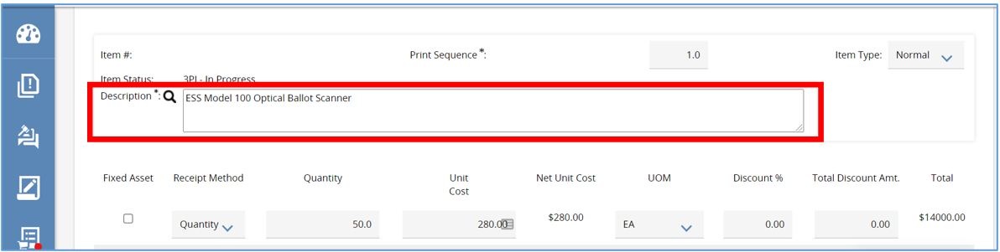 Item #: Print Sequence*: 1.0 Item Type: Normal
Item Status: 3PI - In Progress
Description *: ESS Model 100 Optical Ballot Scanner
Fixed Asset Receipt Method Quantity Unit Cost Net Unit Cost UOM Discount % Total Discount Amt. Total
Quantity 50.0 280.00 $280.00 EA 0.00 0.00 $14000.00